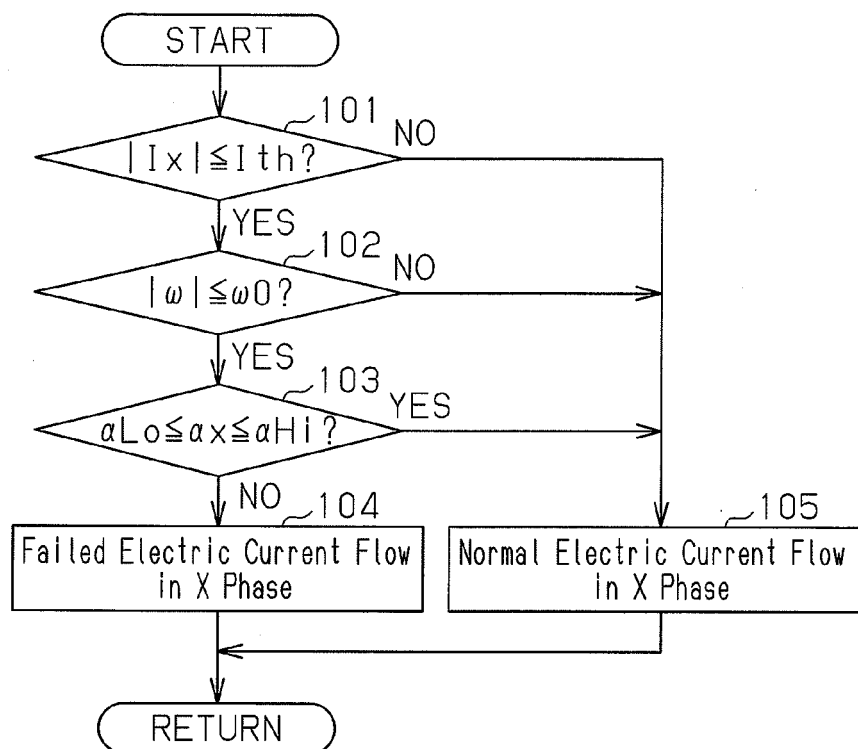 START
101
|Ix|≦Ith?
NO
YES
102
|ω|≦ω0?
NO
YES
103
αLo≦αx≦αHi?
YES
NO
104
Failed Electric Current Flow
in X Phase
105
Normal Electric Current Flow
in X Phase
RETURN